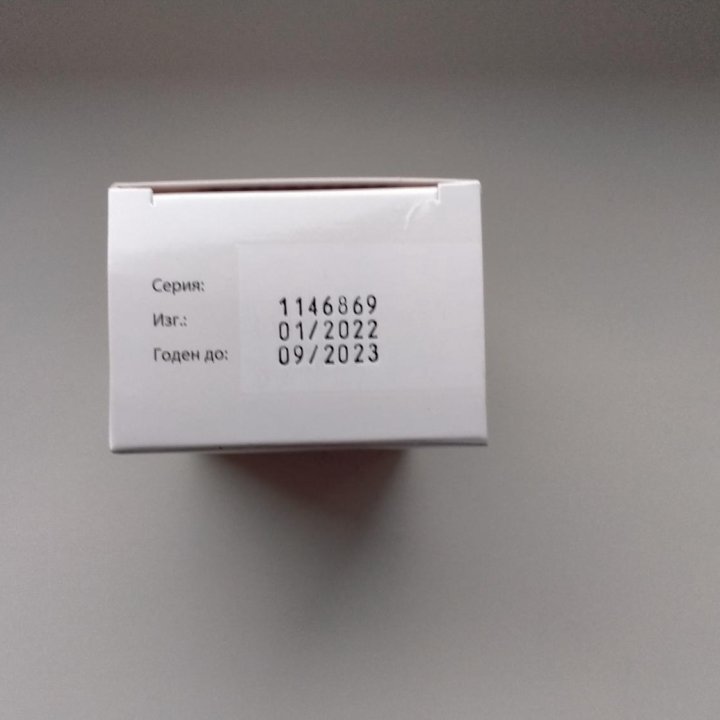 Серия: 1146869
Изг.: 01/2022
Годен до: 09/2023